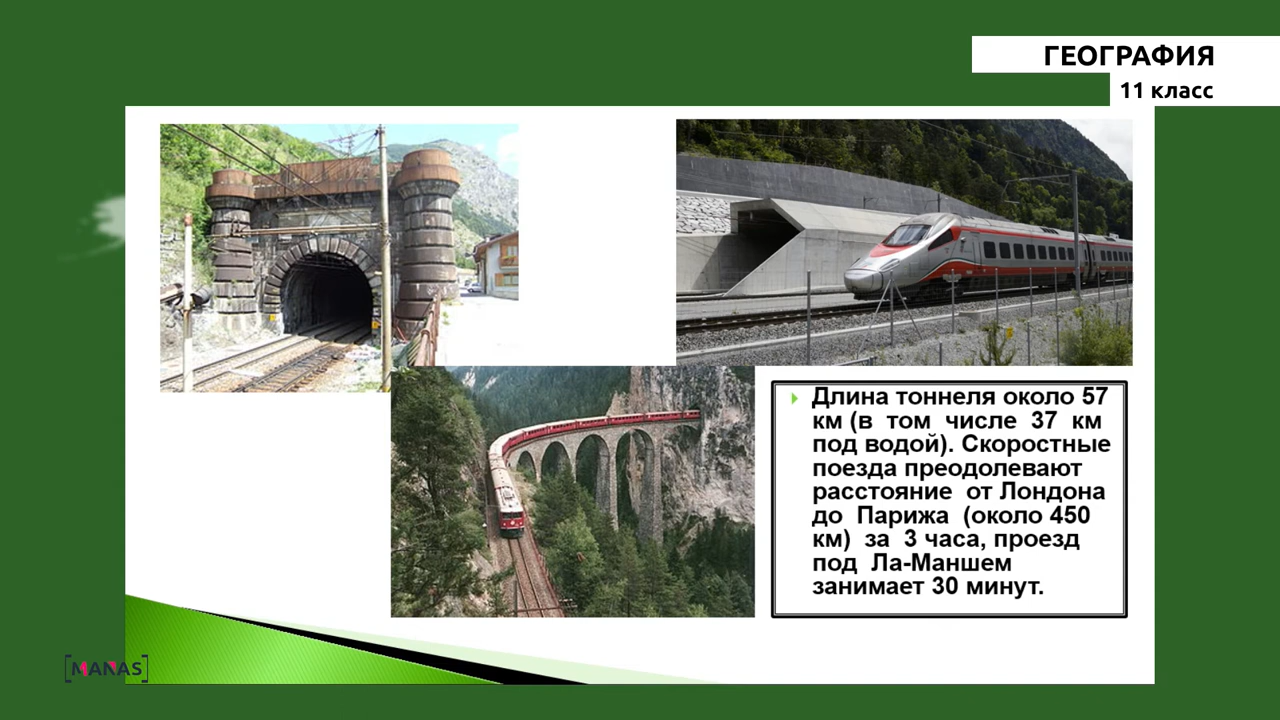 ГЕОГРАФИЯ
11 класс
Длина тоннеля около 57
км (в том числе 37 км
под водой). Скоростные
поезда преодолевают
расстояние от Лондона
до Парижа (около 450
км) за 3 часа, проезд
под Ла-Маншем
занимает 30 минут.
[MANAS]